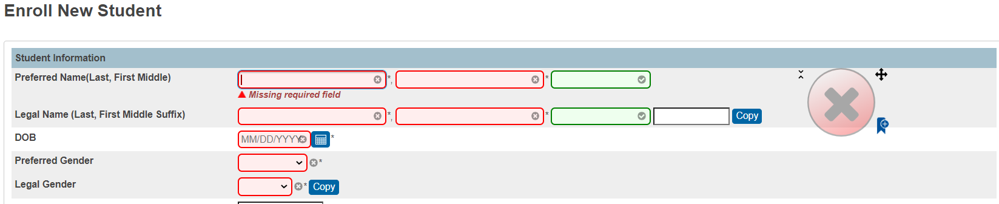 Enroll New Student
Student Information
Preferred Name(Last, First Middle) *, *
Missing required field
Legal Name (Last, First Middle Suffix) *, * Copy
DOB MM/DD/YYYY *
Preferred Gender *
Legal Gender * Copy